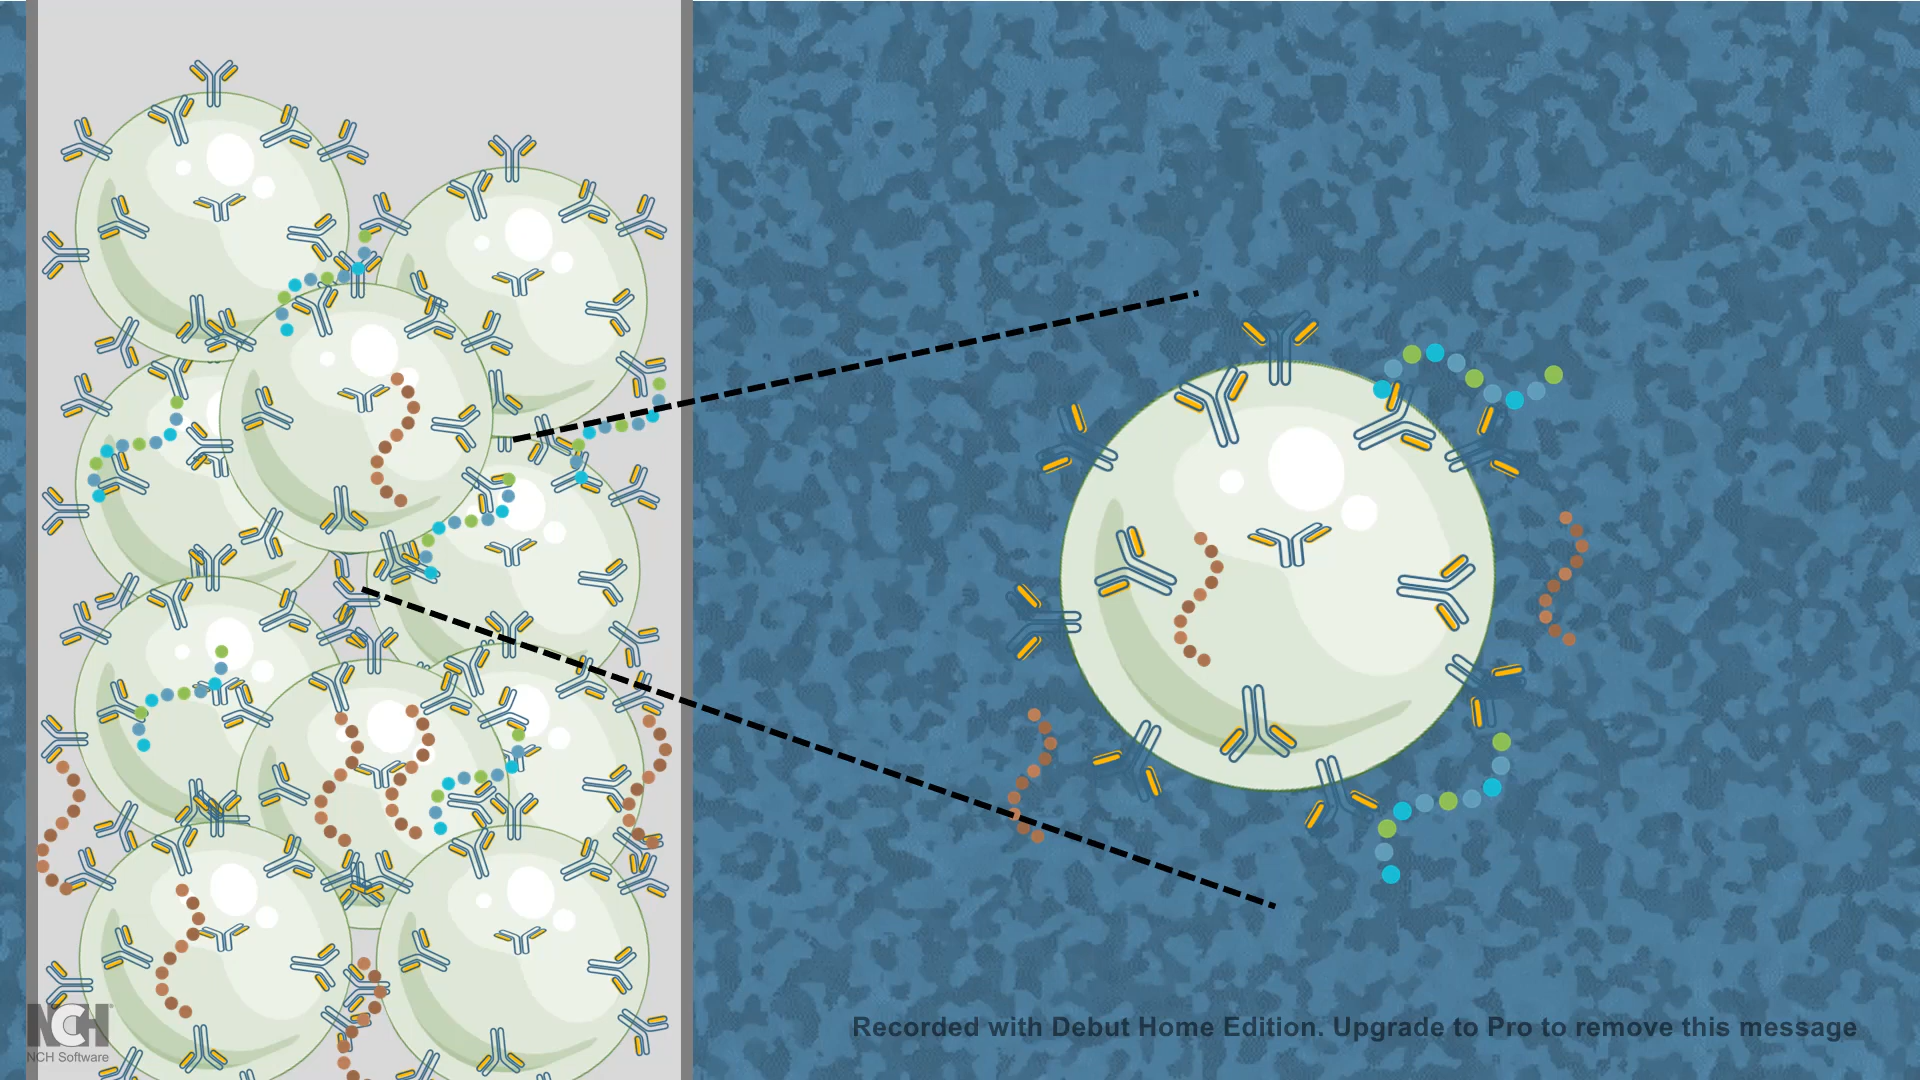 NCH
NCH Software
Recorded with Debut Home Edition. Upgrade to Pro to remove this message